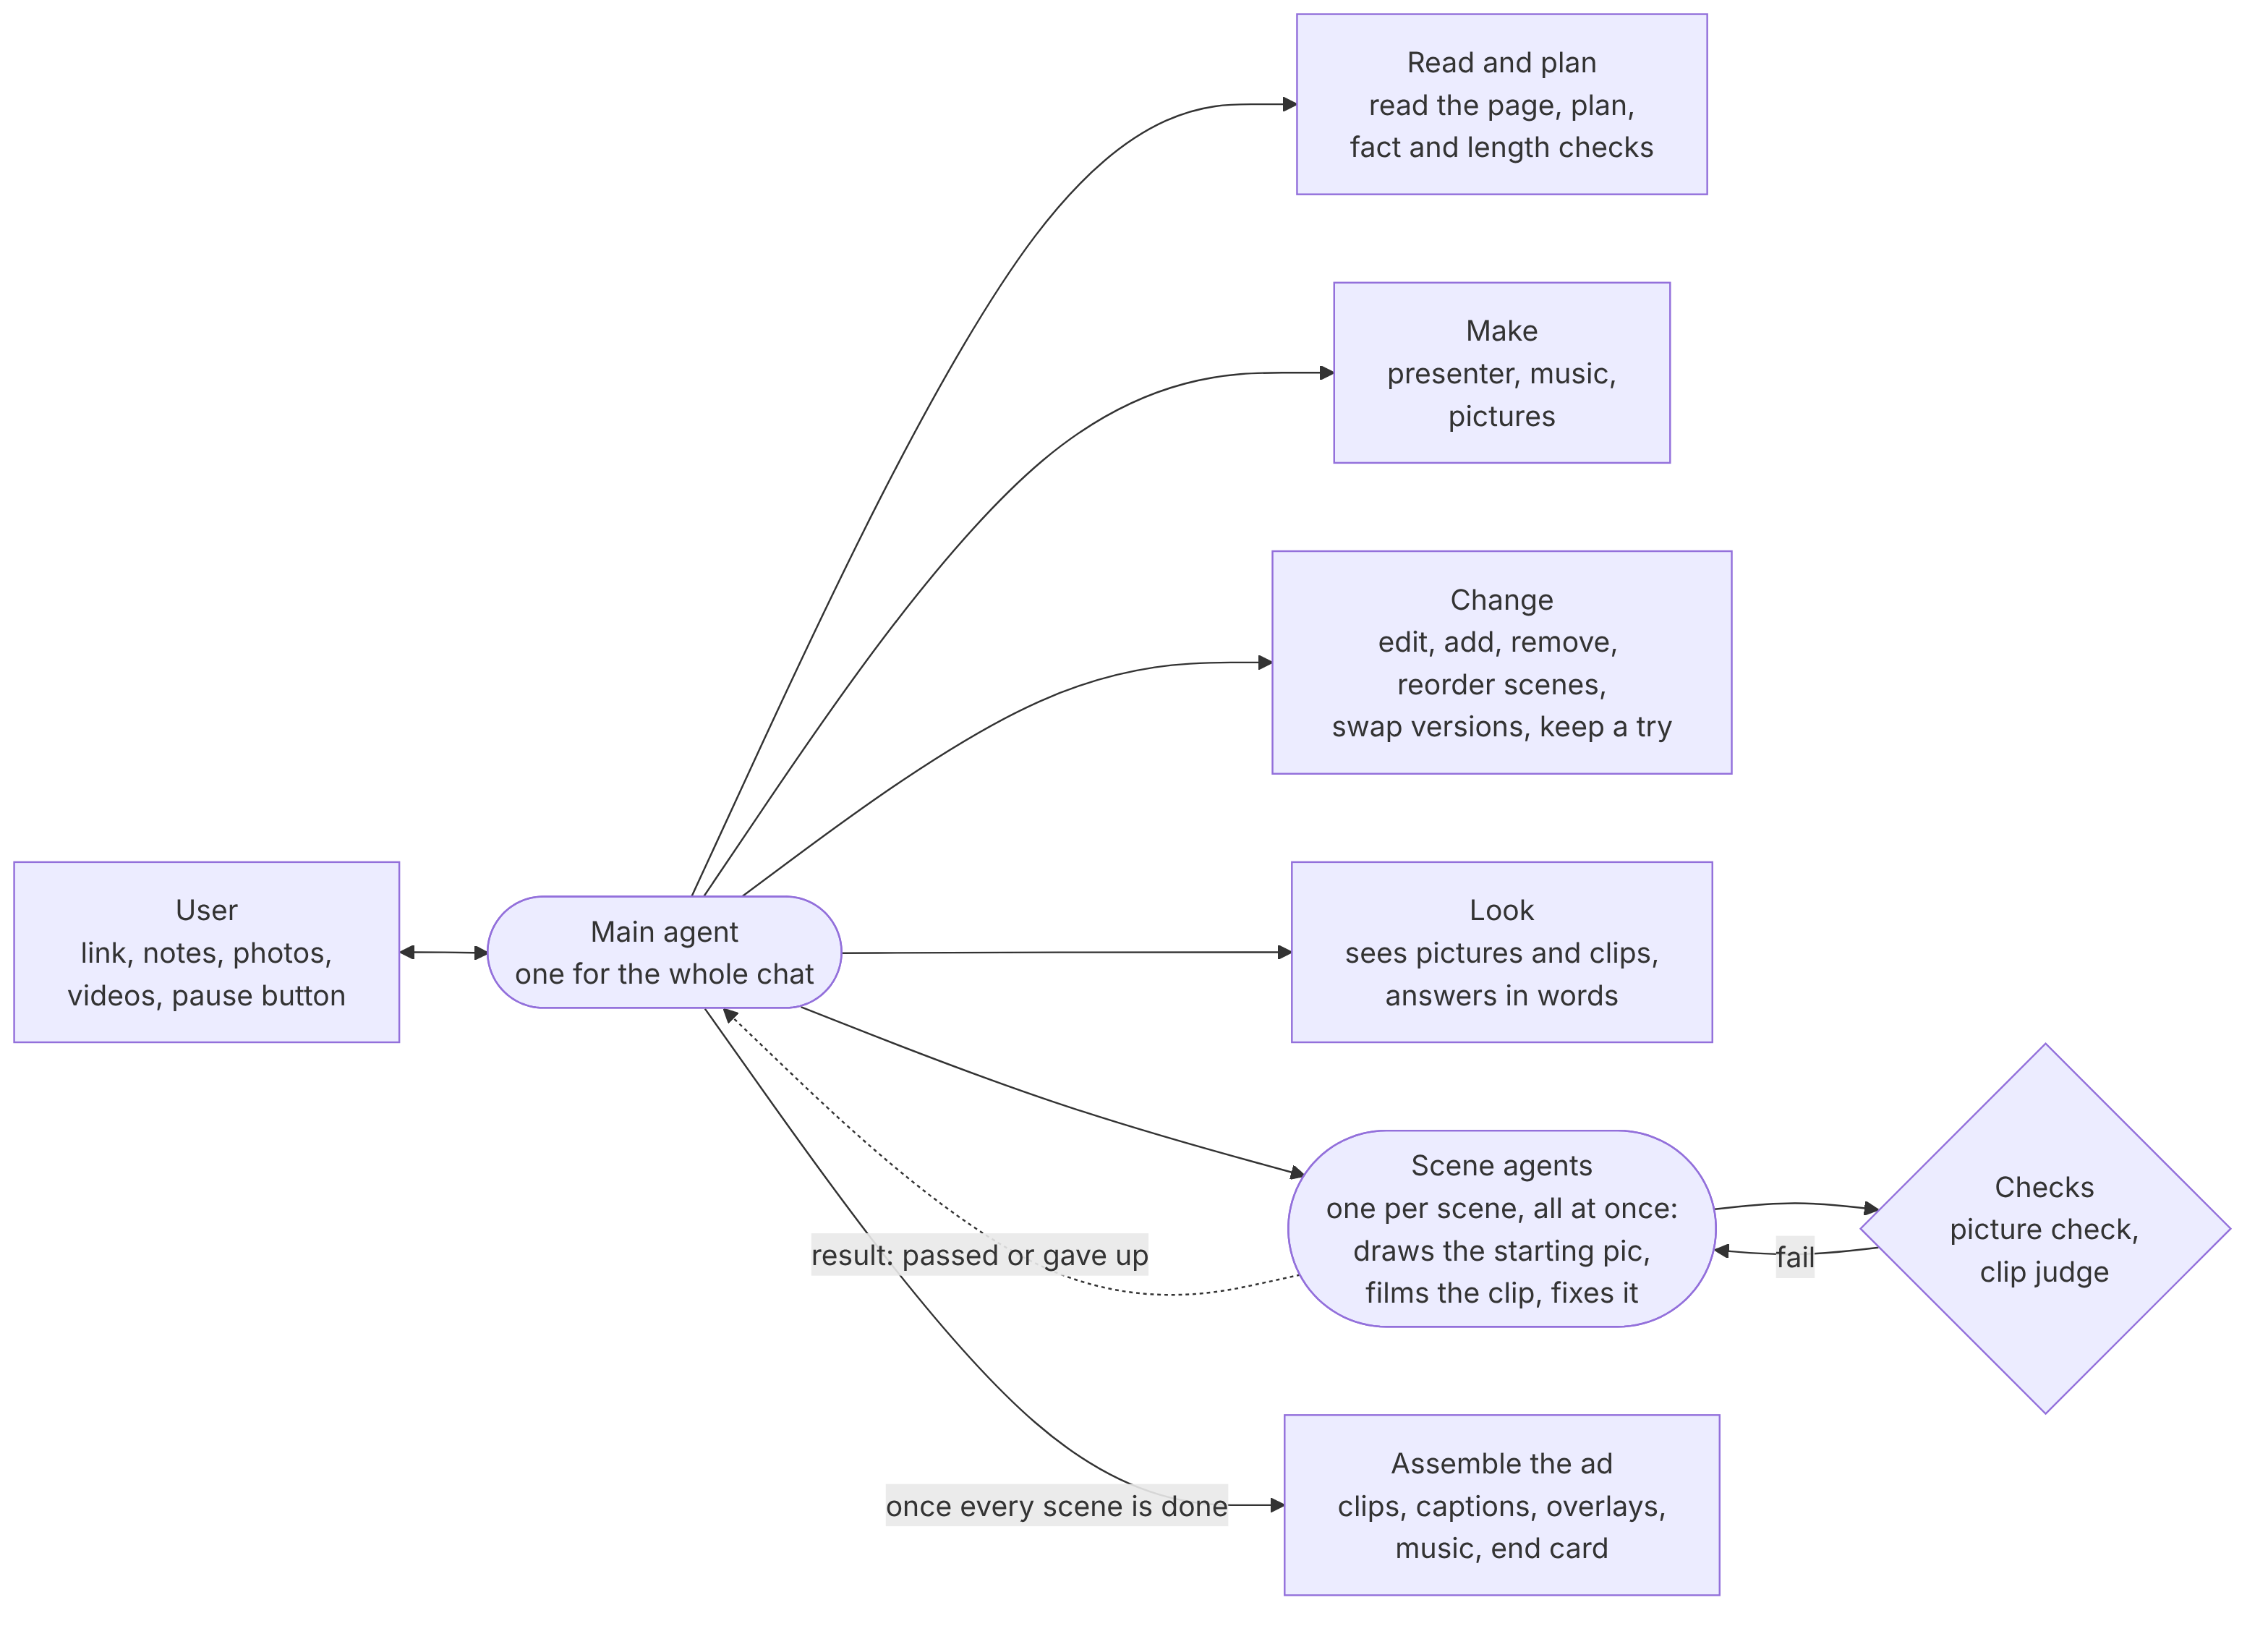 Read and plan
read the page, plan,
fact and length checks
Make
presenter, music,
pictures
Change
edit, add, remove,
reorder scenes,
swap versions, keep a try
User
link, notes, photos,
videos, pause button
Main agent
one for the whole chat
Look
sees pictures and clips,
answers in words
Scene agents
one per scene, all at once:
draws the starting pic,
films the clip, fixes it
Checks
picture check,
clip judge
result: passed or gave up
fail
once every scene is done
Assemble the ad
clips, captions, overlays,
music, end card